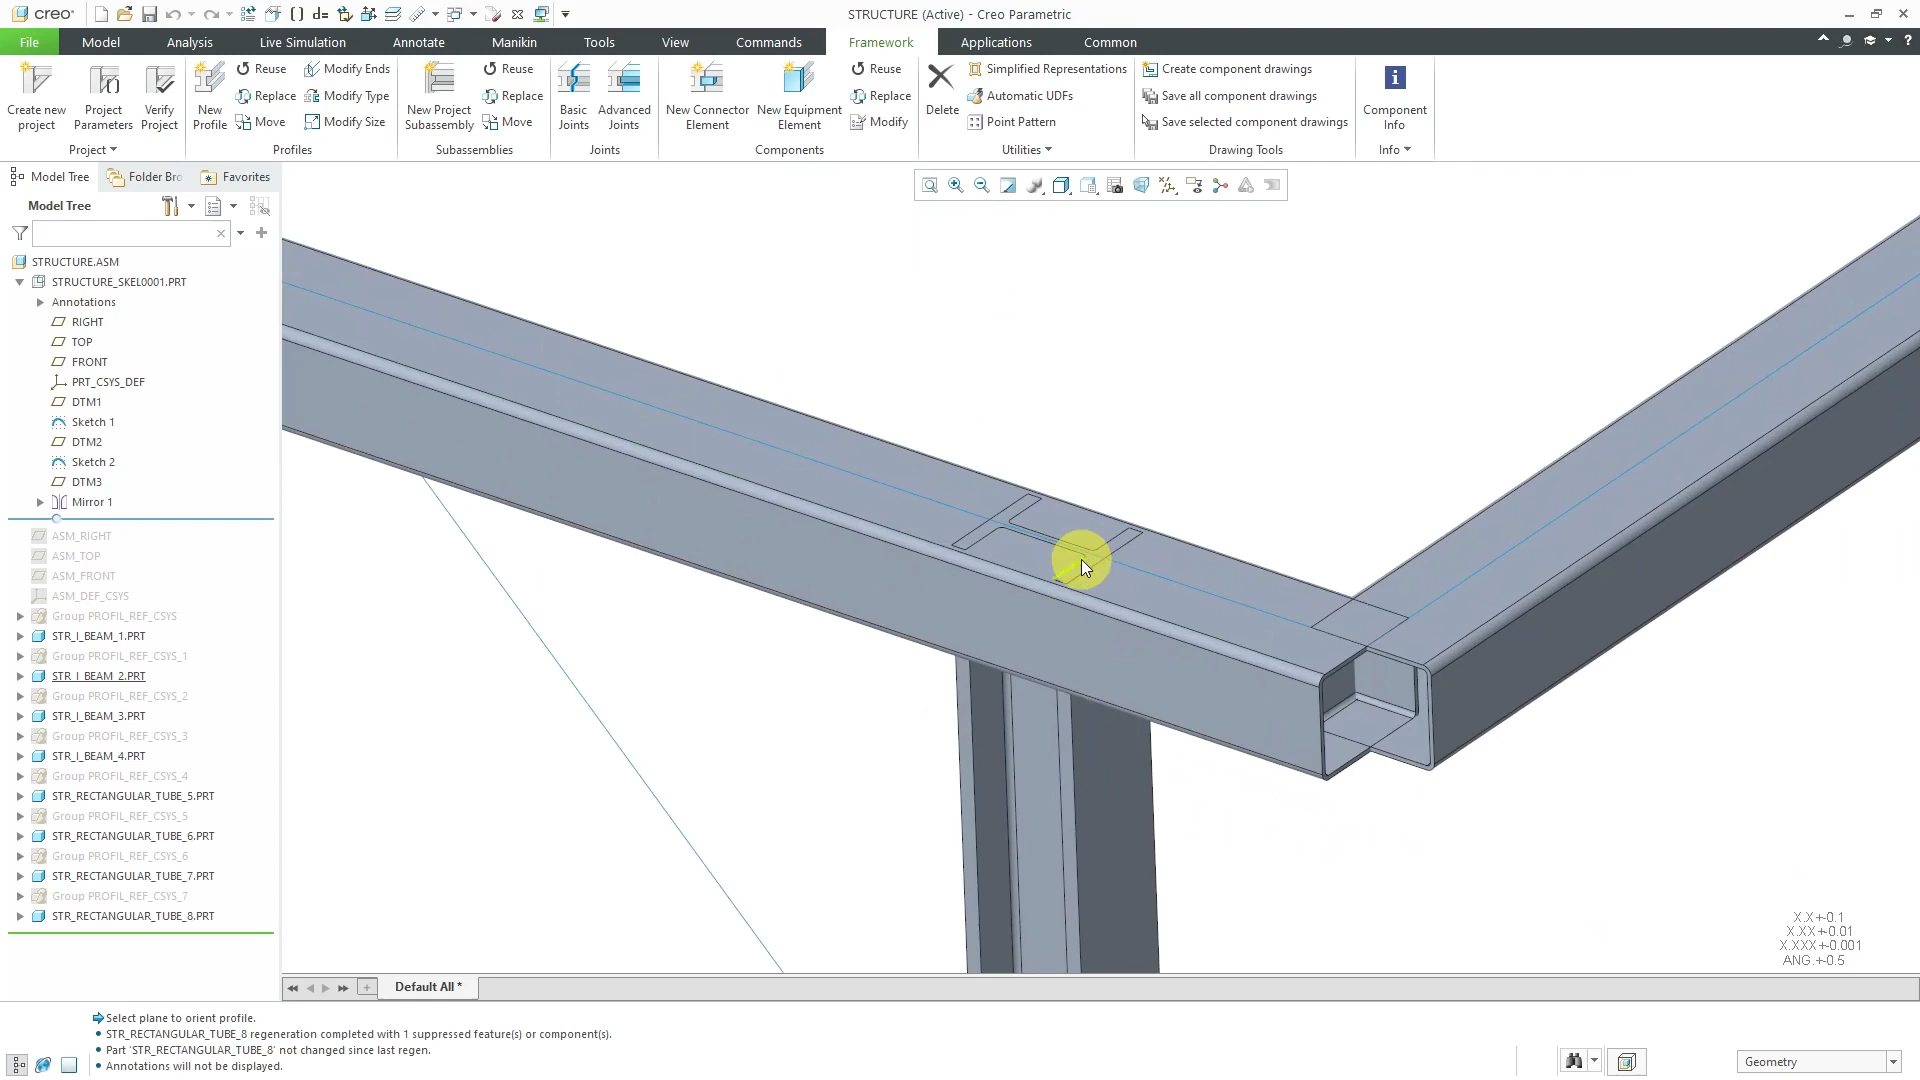 creo
STRUCTURE (Active) - Creo Parametric
File
Model
Analysis
Live Simulation
Annotate
Manikin
Tools
View
Commands
Framework
Applications
Common
Create new project
Project Parameters
Verify Project
Project
New Profile
Reuse
Replace
Move
Modify Ends
Modify Type
Modify Size
Profiles
New Project Subassembly
Reuse
Replace
Move
Subassemblies
Basic Joints
Advanced Joints
Joints
New Connector Element
New Equipment Element
Reuse
Replace
Modify
Components
Delete
Simplified Representations
Automatic UDFs
Point Pattern
Utilities
Create component drawings
Save all component drawings
Save selected component drawings
Drawing Tools
Component Info
Info
Model Tree
Folder Bro
Favorites
Model Tree
STRUCTURE.ASM
STRUCTURE_SKEL0001.PRT
Annotations
RIGHT
TOP
FRONT
PRT_CSYS_DEF
DTM1
Sketch 1
DTM2
Sketch 2
DTM3
Mirror 1
ASM_RIGHT
ASM_TOP
ASM_FRONT
ASM_DEF_CSYS
Group PROFIL_REF_CSYS
STR_I_BEAM_1.PRT
Group PROFIL_REF_CSYS_1
STR_I_BEAM_2.PRT
Group PROFIL_REF_CSYS_2
STR_I_BEAM_3.PRT
Group PROFIL_REF_CSYS_3
STR_I_BEAM_4.PRT
Group PROFIL_REF_CSYS_4
STR_RECTANGULAR_TUBE_5.PRT
Group PROFIL_REF_CSYS_5
STR_RECTANGULAR_TUBE_6.PRT
Group PROFIL_REF_CSYS_6
STR_RECTANGULAR_TUBE_7.PRT
Group PROFIL_REF_CSYS_7
STR_RECTANGULAR_TUBE_8.PRT
X.X+-0.1
X.XX+-0.01
X.XXX+-0.001
ANG.+-0.5
Default All *
Select plane to orient profile.
• STR_RECTANGULAR_TUBE_8 regeneration completed with 1 suppressed feature(s) or component(s).
• Part 'STR_RECTANGULAR_TUBE_8' not changed since last regen.
• Annotations will not be displayed.
Geometry